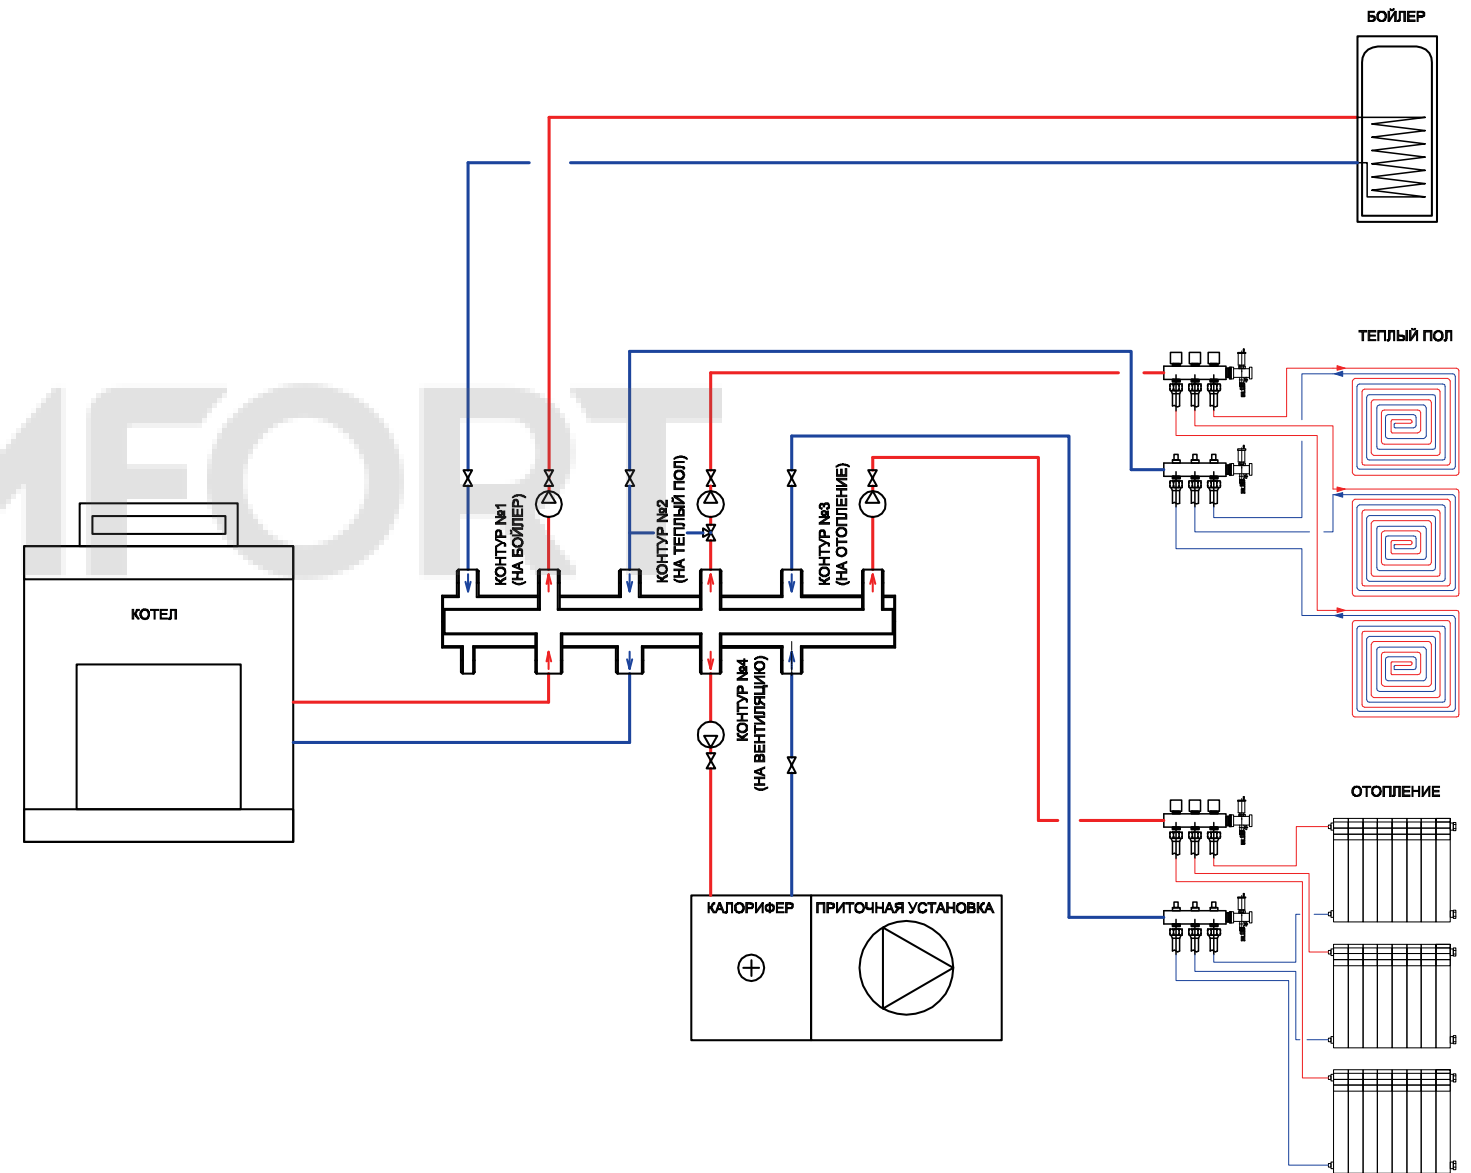 БОЙЛЕР
ТЕПЛЫЙ ПОЛ
MFORT
КОНТУР №1
(НА БОЙЛЕР)
КОНТУР №2
(НА ТЕПЛЫЙ ПОЛ)
КОНТУР №3
(НА ОТОПЛЕНИЕ)
КОТЕЛ
КОНТУР №4
(НА ВЕНТИЛЯЦИЮ)
ОТОПЛЕНИЕ
КАЛОРИФЕР
ПРИТОЧНАЯ УСТАНОВКА